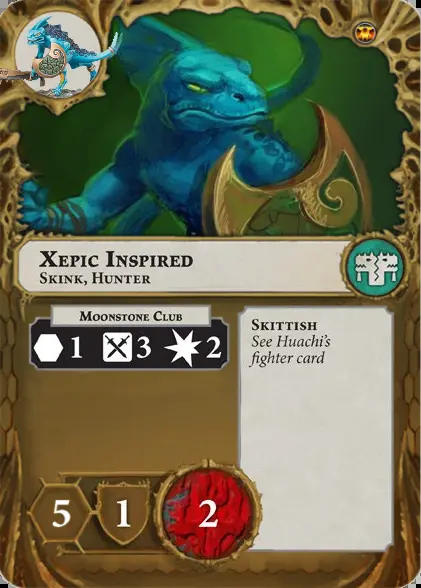 Xepic Inspired
Skink, Hunter
Moonstone Club
1 3 2
Skittish
See Huachi's
fighter card
5 1 2